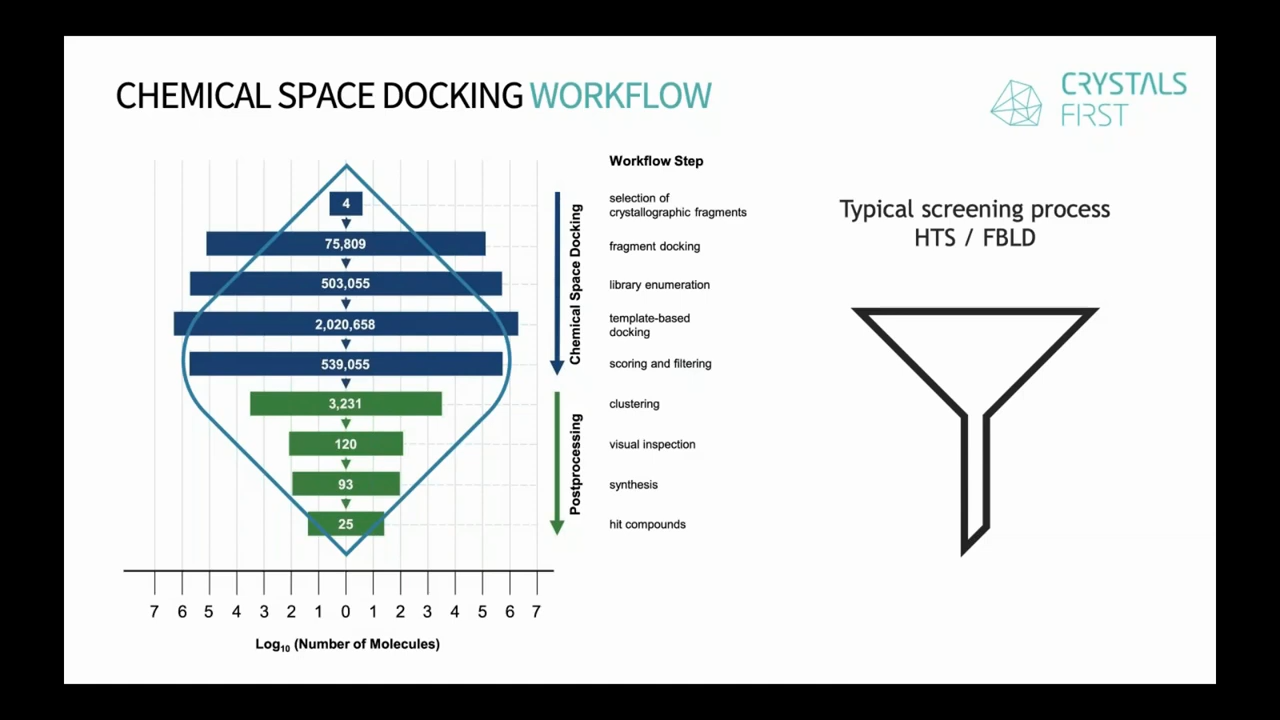 CHEMICAL SPACE DOCKING WORKFLOW
CRYSTALS
FIRST
Workflow Step
4
selection of
crystallographic fragments
75,809
fragment docking
503,055
library enumeration
2,020,658
template-based
docking
539,055
scoring and filtering
3,231
clustering
120
visual inspection
93
synthesis
25
hit compounds
Chemical Space Docking
Postprocessing
7 6 5 4 3 2 1 0 1 2 3 4 5 6 7
Log₁₀ (Number of Molecules)
Typical screening process
HTS / FBLD